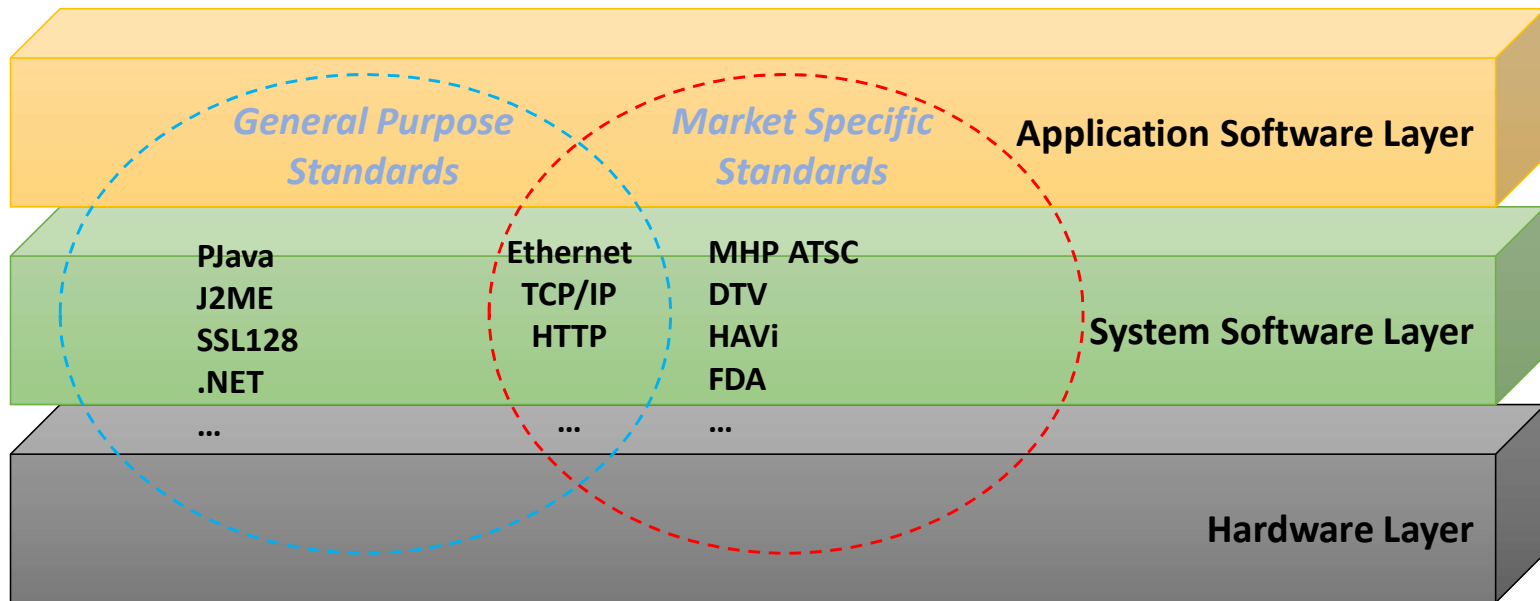 General Purpose
Standards
Market Specific
Standards
Application Software Layer
PJava
J2ME
SSL128
.NET
...
Ethernet
TCP/IP
HTTP
...
MHP ATSC
DTV
HAVi
FDA
...
System Software Layer
Hardware Layer